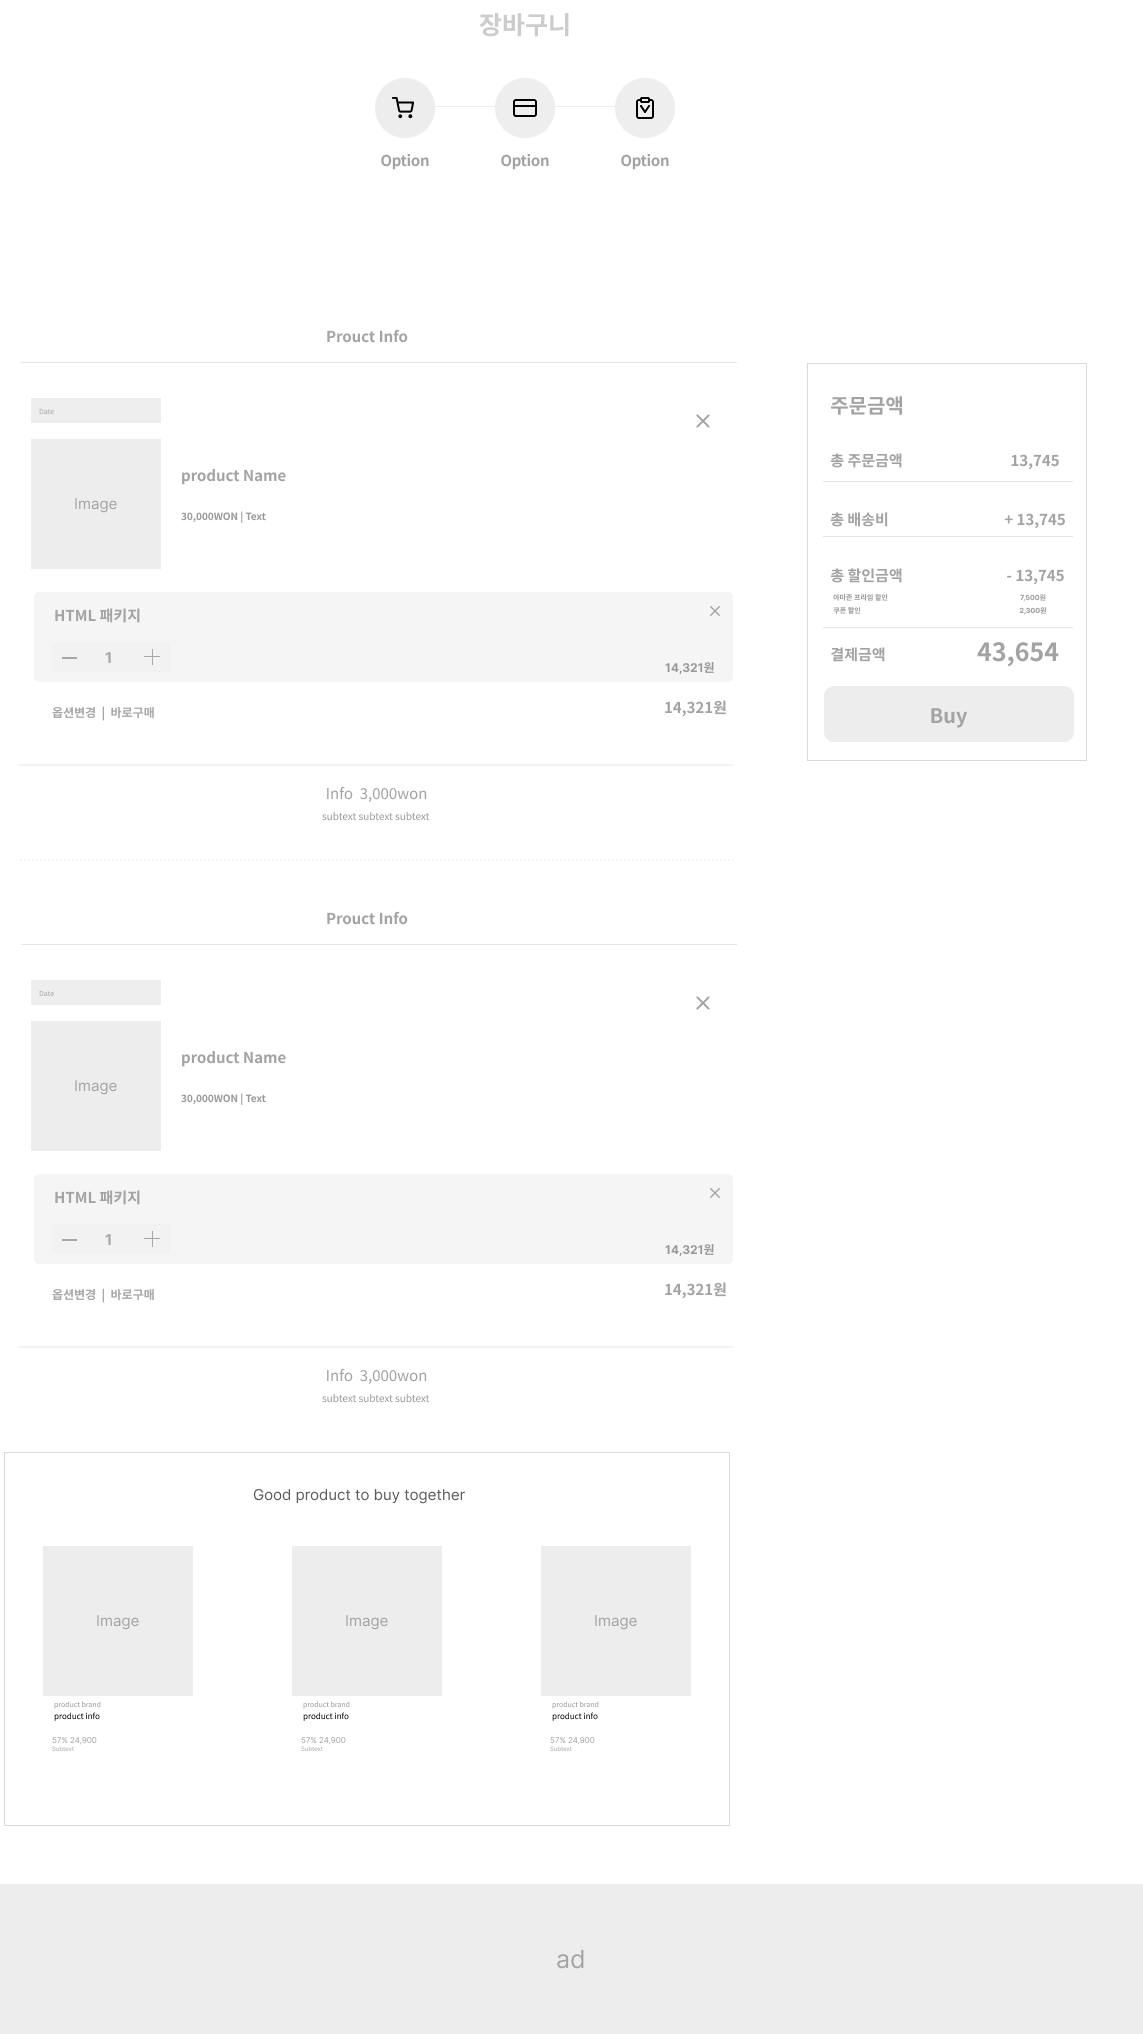 장바구니
Option Option Option
Prouct Info
Date
Image
product Name
30,000WON | Text
HTML 패키지
1
14,321원
옵션변경 | 바로구매
14,321원
Info 3,000won
subtext subtext subtext
주문금액
총 주문금액 13,745
총 배송비 + 13,745
총 할인금액 - 13,745
아마존 프라임 할인 7,500원
쿠폰 할인 2,300원
결제금액 43,654
Buy
Prouct Info
Date
Image
product Name
30,000WON | Text
HTML 패키지
1
14,321원
옵션변경 | 바로구매
14,321원
Info 3,000won
subtext subtext subtext
Good product to buy together
Image Image Image
product brand product brand product brand
product info product info product info
57% 24,900 57% 24,900 57% 24,900
Subtext Subtext Subtext
ad